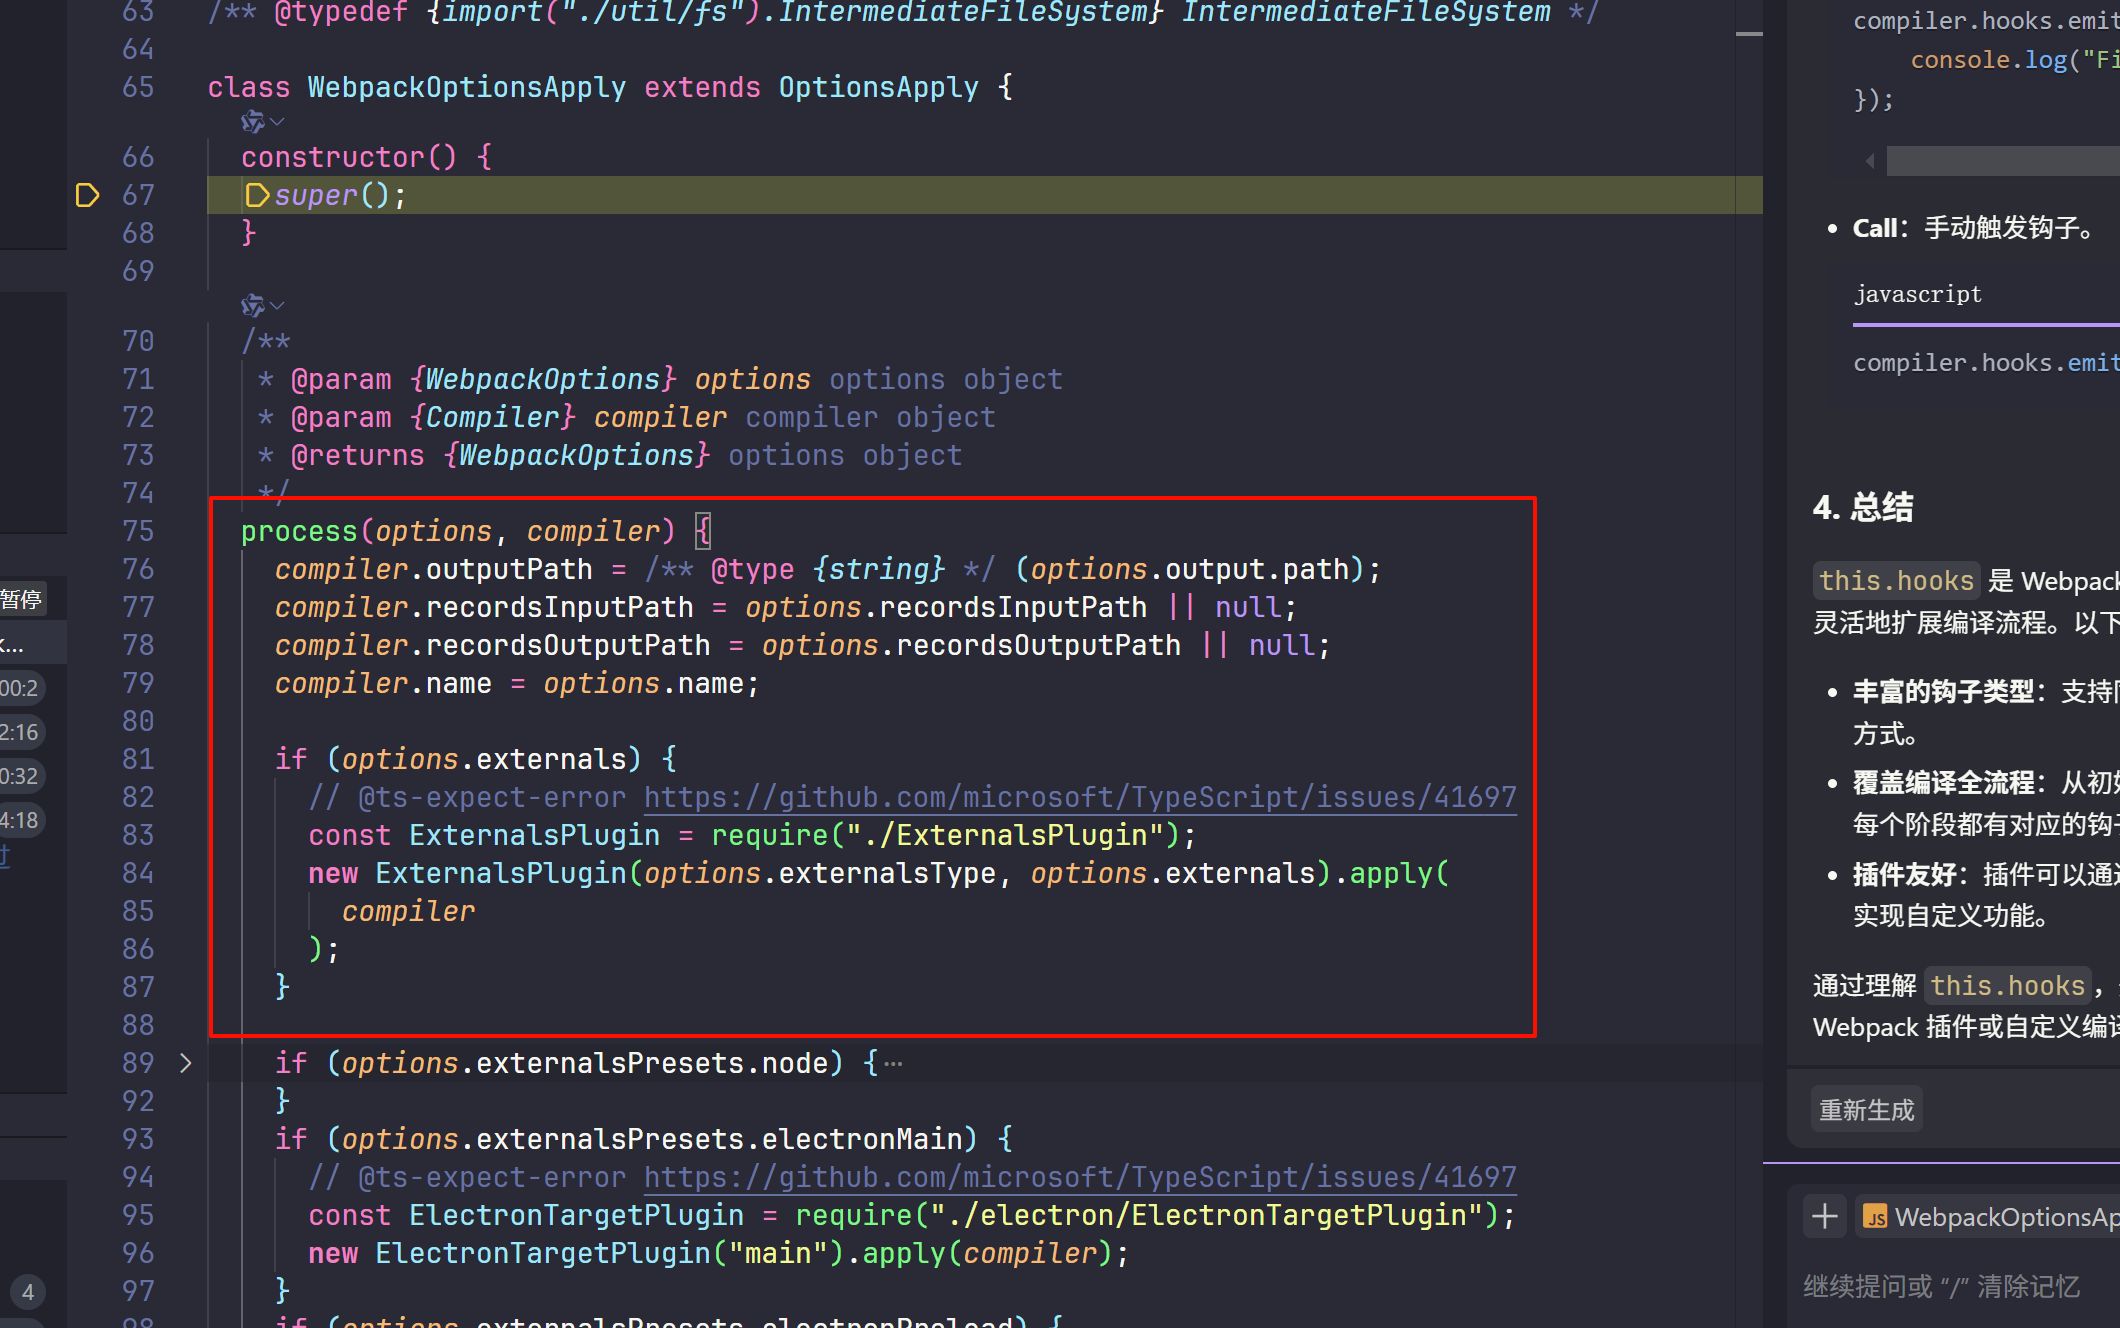 63 /** @typedef {import("./util/fs").IntermediateFileSystem} IntermediateFileSystem */
64
65 class WebpackOptionsApply extends OptionsApply {
66 constructor() {
67 super();
68 }
69
70 /**
71 * @param {WebpackOptions} options options object
72 * @param {Compiler} compiler compiler object
73 * @returns {WebpackOptions} options object
74 */
75 process(options, compiler) {
76 compiler.outputPath = /** @type {string} */ (options.output.path);
77 compiler.recordsInputPath = options.recordsInputPath || null;
78 compiler.recordsOutputPath = options.recordsOutputPath || null;
79 compiler.name = options.name;
80
81 if (options.externals) {
82 // @ts-expect-error https://github.com/microsoft/TypeScript/issues/41697
83 const ExternalsPlugin = require("./ExternalsPlugin");
84 new ExternalsPlugin(options.externalsType, options.externals).apply(
85 compiler
86 );
87 }
88
89 if (options.externalsPresets.node) {…
92 }
93 if (options.externalsPresets.electronMain) {
94 // @ts-expect-error https://github.com/microsoft/TypeScript/issues/41697
95 const ElectronTargetPlugin = require("./electron/ElectronTargetPlugin");
96 new ElectronTargetPlugin("main").apply(compiler);
97 }
98 if (options.externalsPresets.electronPreload) {
暂停
k...
00:2
2:16
0:32
4:18
过
4
compiler.hooks.emit
console.log("Fi
});
• Call：手动触发钩子。
javascript
compiler.hooks.emit
4. 总结
this.hooks 是 Webpack
灵活地扩展编译流程。以下
• 丰富的钩子类型：支持同
方式。
• 覆盖编译全流程：从初始
每个阶段都有对应的钩子
• 插件友好：插件可以通过
实现自定义功能。
通过理解 this.hooks，
Webpack 插件或自定义编译
重新生成
JS WebpackOptionsAp
继续提问或 “/” 清除记忆